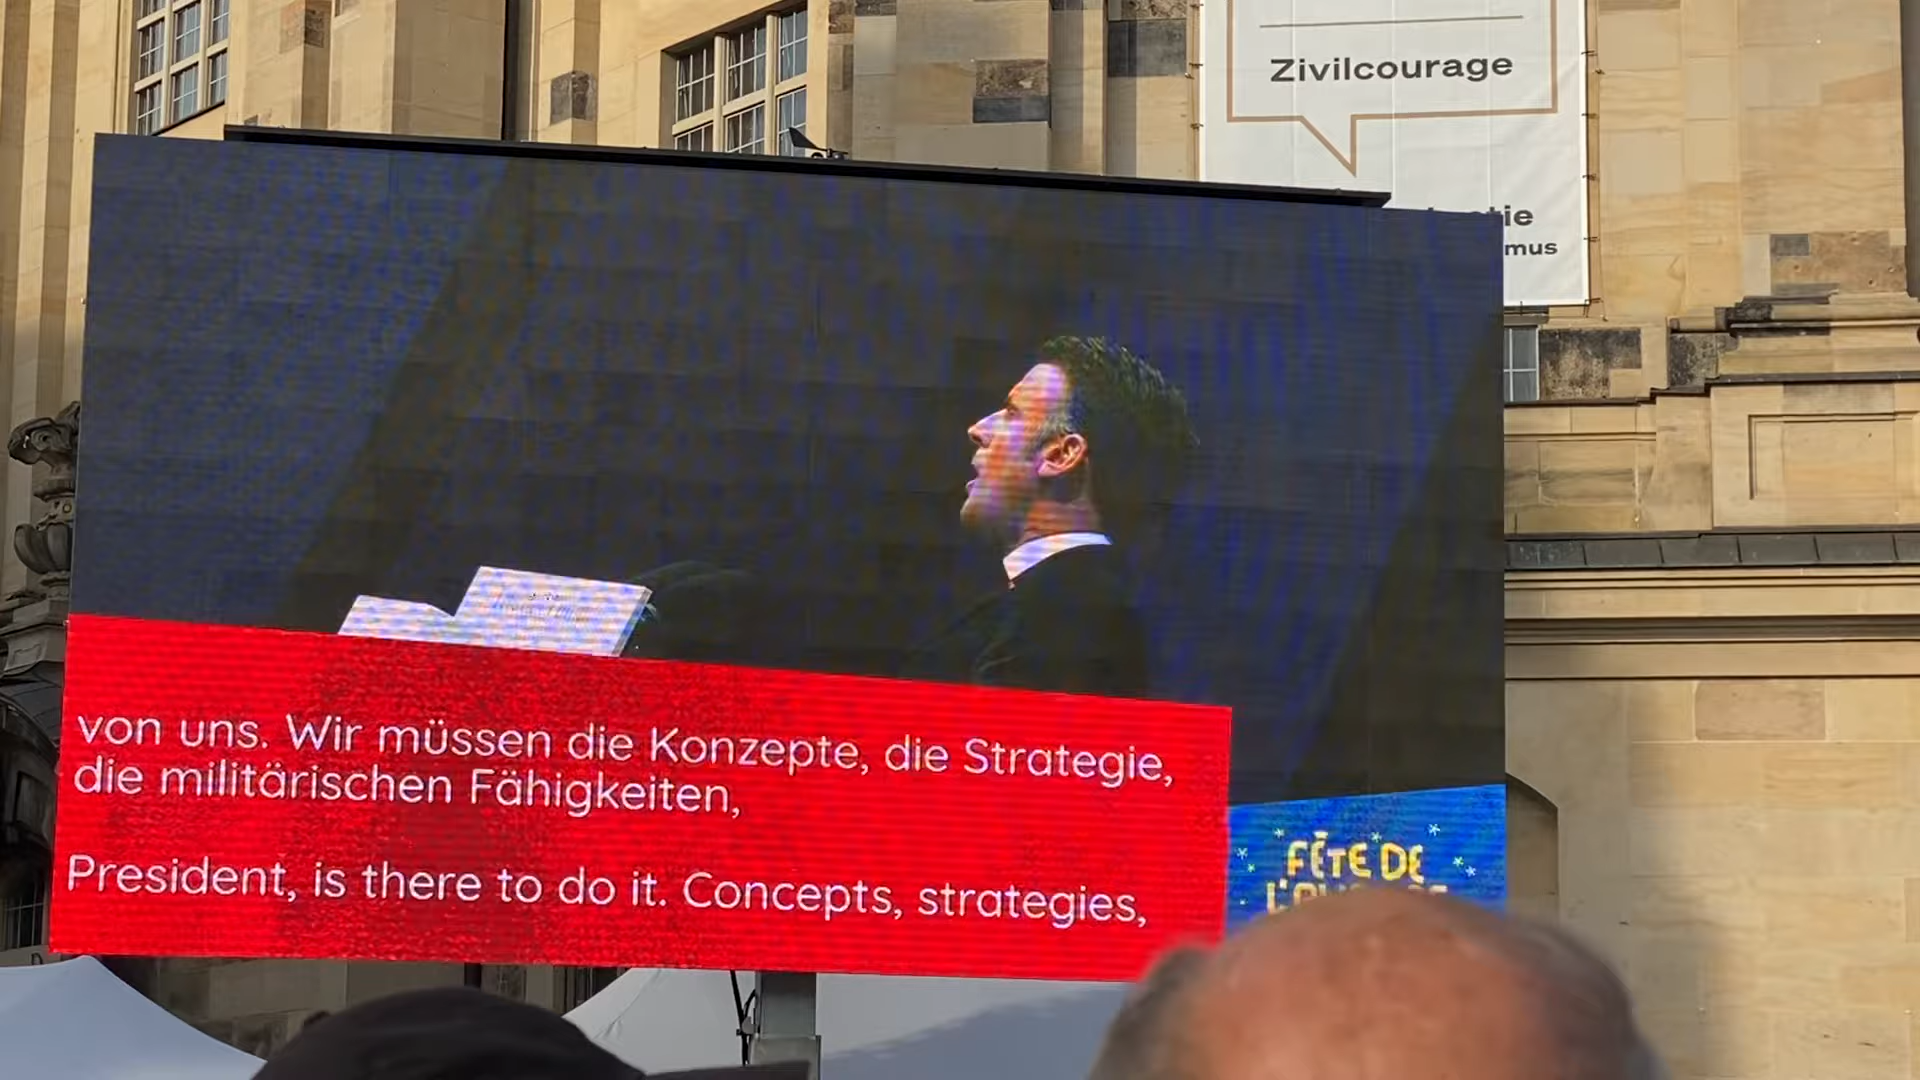 Zivilcourage
von uns. Wir müssen die Konzepte, die Strategie,
die militärischen Fähigkeiten,
President, is there to do it. Concepts, strategies,
FÊTE DE